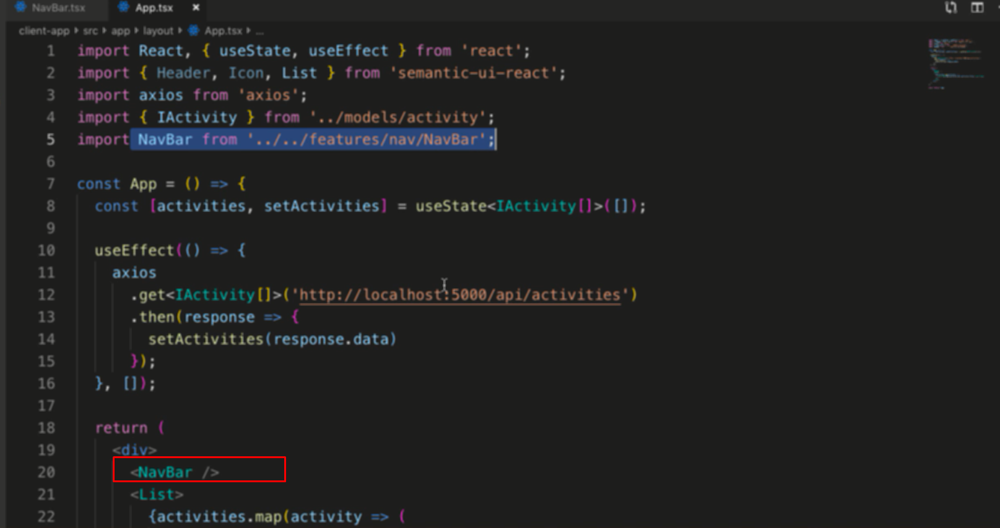 NavBar.tsx App.tsx ×
client-app › src › app › layout › App.tsx › ...
1 import React, { useState, useEffect } from 'react';
2 import { Header, Icon, List } from 'semantic-ui-react';
3 import axios from 'axios';
4 import { IActivity } from '../models/activity';
5 import NavBar from '../../features/nav/NavBar';
6
7 const App = () => {
8 const [activities, setActivities] = useState<IActivity[]>([]);
9
10 useEffect(() => {
11 axios
12 .get<IActivity[]>('http://localhost:5000/api/activities')
13 .then(response => {
14 setActivities(response.data)
15 });
16 }, []);
17
18 return (
19 <div>
20 <NavBar />
21 <List>
22 {activities.map(activity => (